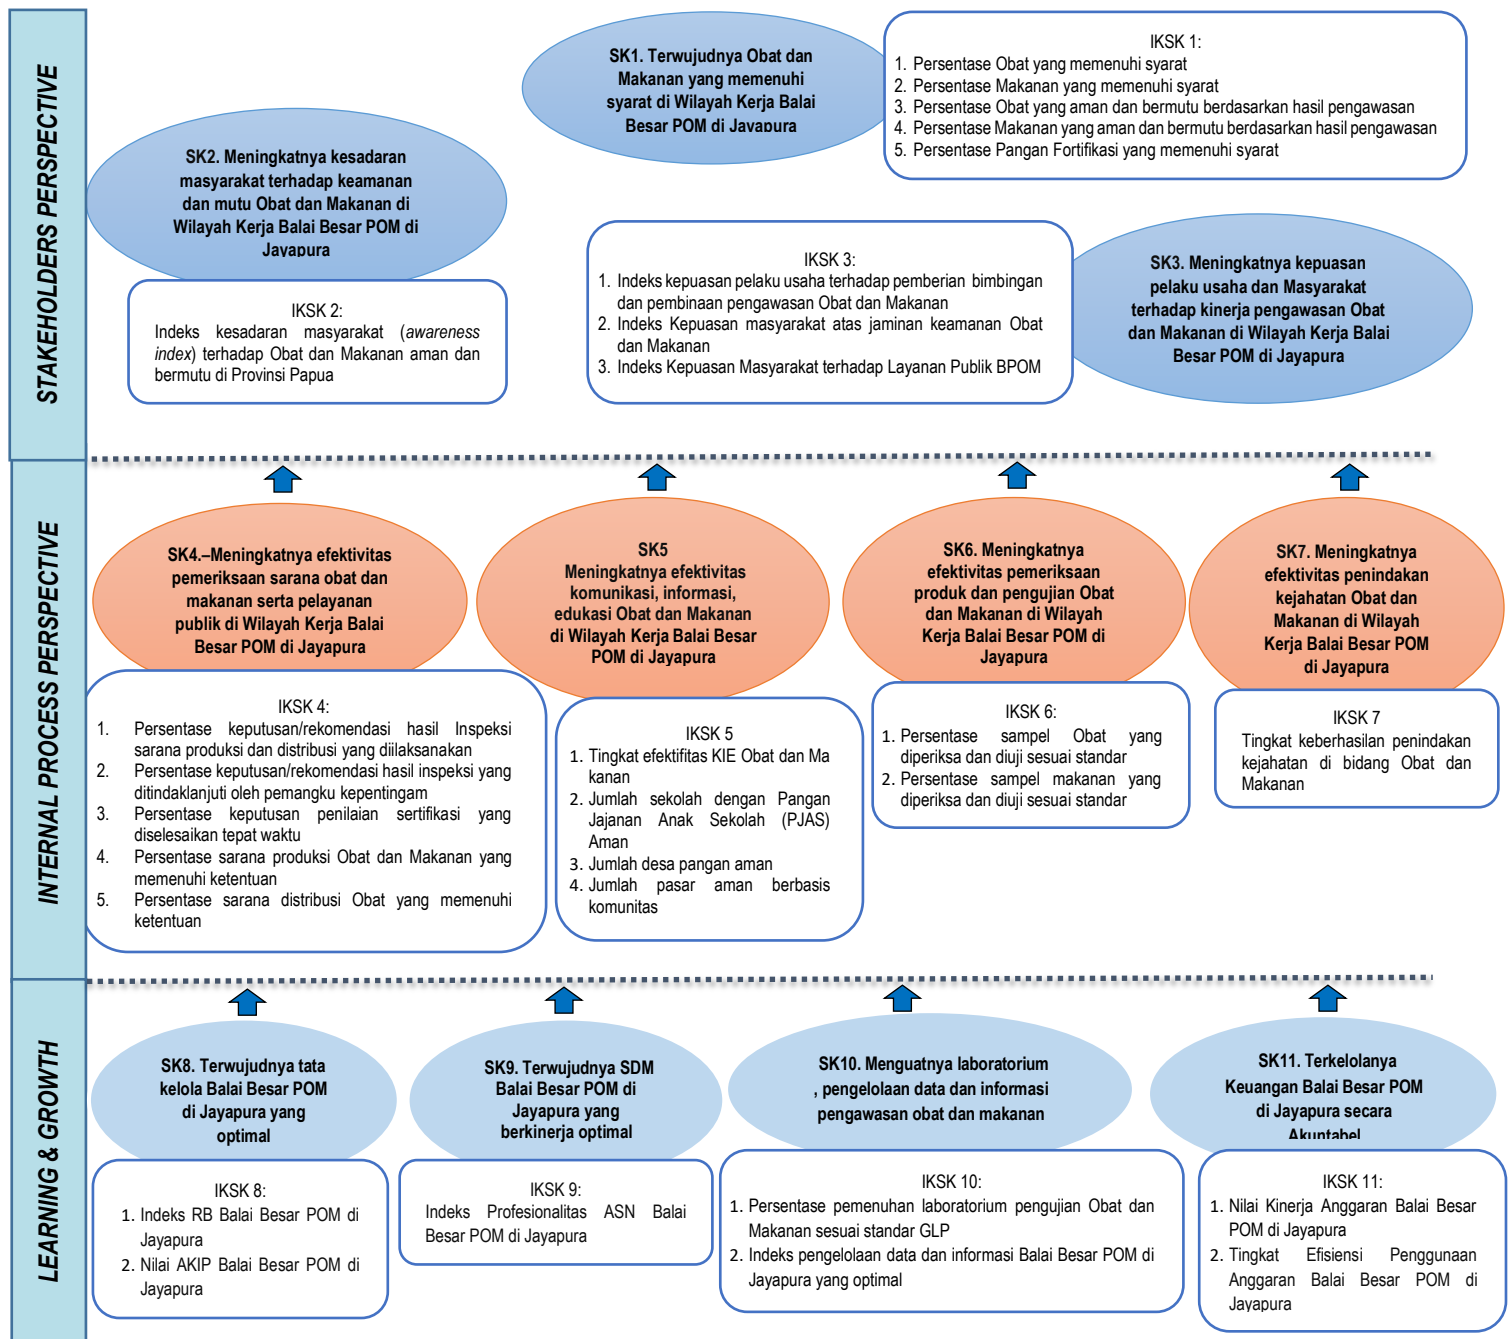 STAKEHOLDERS PERSPECTIVE
SK1. Terwujudnya Obat dan
Makanan yang memenuhi
syarat di Wilayah Kerja Balai
Besar POM di Jayapura
IKSK 1:
1. Persentase Obat yang memenuhi syarat
2. Persentase Makanan yang memenuhi syarat
3. Persentase Obat yang aman dan bermutu berdasarkan hasil pengawasan
4. Persentase Makanan yang aman dan bermutu berdasarkan hasil pengawasan
5. Persentase Pangan Fortifikasi yang memenuhi syarat
SK2. Meningkatnya kesadaran
masyarakat terhadap keamanan
dan mutu Obat dan Makanan di
Wilayah Kerja Balai Besar POM di
Jayapura
IKSK 2:
Indeks kesadaran masyarakat (awareness
index) terhadap Obat dan Makanan aman dan
bermutu di Provinsi Papua
IKSK 3:
1. Indeks kepuasan pelaku usaha terhadap pemberian bimbingan
dan pembinaan pengawasan Obat dan Makanan
2. Indeks Kepuasan masyarakat atas jaminan keamanan Obat
dan Makanan
3. Indeks Kepuasan Masyarakat terhadap Layanan Publik BPOM
SK3. Meningkatnya kepuasan
pelaku usaha dan Masyarakat
terhadap kinerja pengawasan Obat
dan Makanan di Wilayah Kerja Balai
Besar POM di Jayapura
INTERNAL PROCESS PERSPECTIVE
SK4.–Meningkatnya efektivitas
pemeriksaan sarana obat dan
makanan serta pelayanan
publik di Wilayah Kerja Balai
Besar POM di Jayapura
IKSK 4:
1. Persentase keputusan/rekomendasi hasil Inspeksi
sarana produksi dan distribusi yang diilaksanakan
2. Persentase keputusan/rekomendasi hasil inspeksi yang
ditindaklanjuti oleh pemangku kepentingam
3. Persentase keputusan penilaian sertifikasi yang
diselesaikan tepat waktu
4. Persentase sarana produksi Obat dan Makanan yang
memenuhi ketentuan
5. Persentase sarana distribusi Obat yang memenuhi
ketentuan
SK5
Meningkatnya efektivitas
komunikasi, informasi,
edukasi Obat dan Makanan
di Wilayah Kerja Balai Besar
POM di Jayapura
IKSK 5
1. Tingkat efektifitas KIE Obat dan Ma
kanan
2. Jumlah sekolah dengan Pangan
Jajanan Anak Sekolah (PJAS)
Aman
3. Jumlah desa pangan aman
4. Jumlah pasar aman berbasis
komunitas
SK6. Meningkatnya
efektivitas pemeriksaan
produk dan pengujian Obat
dan Makanan di Wilayah
Kerja Balai Besar POM di
Jayapura
IKSK 6:
1. Persentase sampel Obat yang
diperiksa dan diuji sesuai standar
2. Persentase sampel makanan yang
diperiksa dan diuji sesuai standar
SK7. Meningkatnya
efektivitas penindakan
kejahatan Obat dan
Makanan di Wilayah
Kerja Balai Besar POM
di Jayapura
IKSK 7
Tingkat keberhasilan penindakan
kejahatan di bidang Obat dan
Makanan
LEARNING & GROWTH
SK8. Terwujudnya tata
kelola Balai Besar POM
di Jayapura yang
optimal
IKSK 8:
1. Indeks RB Balai Besar POM di
Jayapura
2. Nilai AKIP Balai Besar POM di
Jayapura
SK9. Terwujudnya SDM
Balai Besar POM di
Jayapura yang
berkinerja optimal
IKSK 9:
Indeks Profesionalitas ASN Balai
Besar POM di Jayapura
SK10. Menguatnya laboratorium
, pengelolaan data dan informasi
pengawasan obat dan makanan
IKSK 10:
1. Persentase pemenuhan laboratorium pengujian Obat dan
Makanan sesuai standar GLP
2. Indeks pengelolaan data dan informasi Balai Besar POM di
Jayapura yang optimal
SK11. Terkelolanya
Keuangan Balai Besar POM
di Jayapura secara
Akuntabel
IKSK 11:
1. Nilai Kinerja Anggaran Balai Besar
POM di Jayapura
2. Tingkat Efisiensi Penggunaan
Anggaran Balai Besar POM di
Jayapura